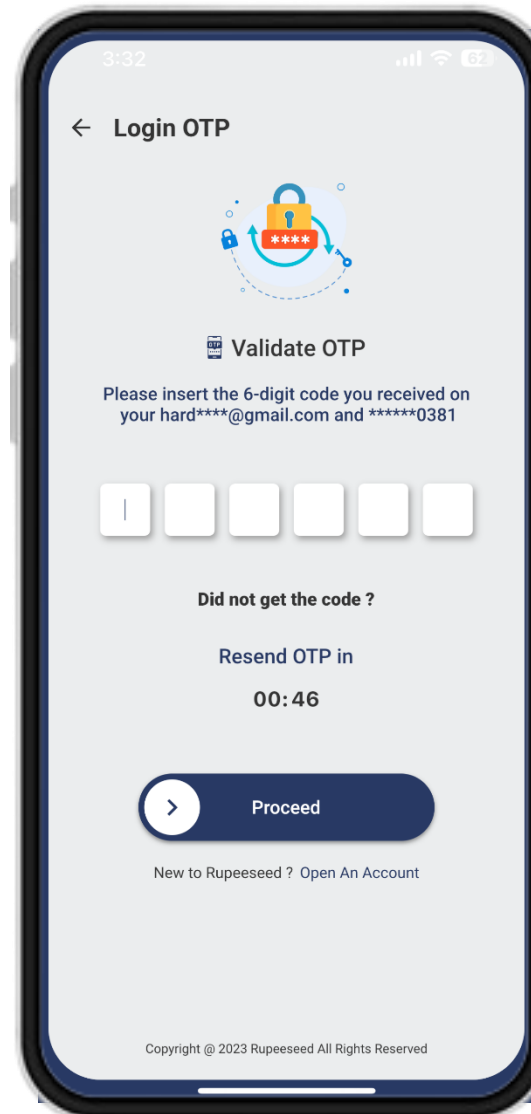 3:32
62
Login OTP
****
OTP
Validate OTP
Please insert the 6-digit code you received on
your hard****@gmail.com and ******0381
Did not get the code ?
Resend OTP in
00:46
Proceed
New to Rupeeseed ? Open An Account
Copyright @ 2023 Rupeeseed All Rights Reserved